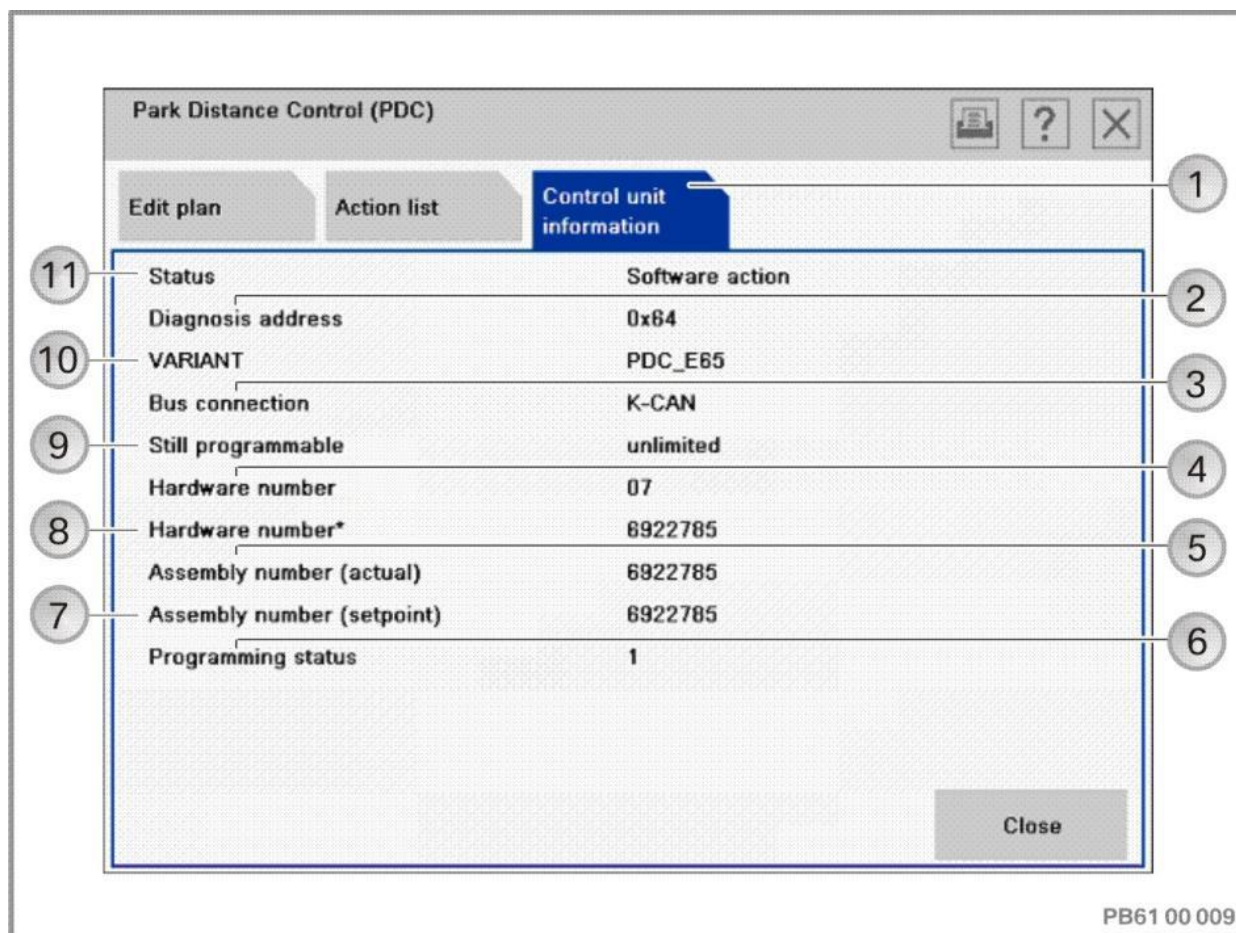 Park Distance Control (PDC)
?
Edit plan
Action list
Control unit
information
1
11 Status Software action
2
Diagnosis address 0x64
10 VARIANT PDC_E65
3
Bus connection K-CAN
9 Still programmable unlimited
4
Hardware number 07
8 Hardware number* 6922785
5
Assembly number (actual) 6922785
7 Assembly number (setpoint) 6922785
6
Programming status 1
Close
PB61 00 009